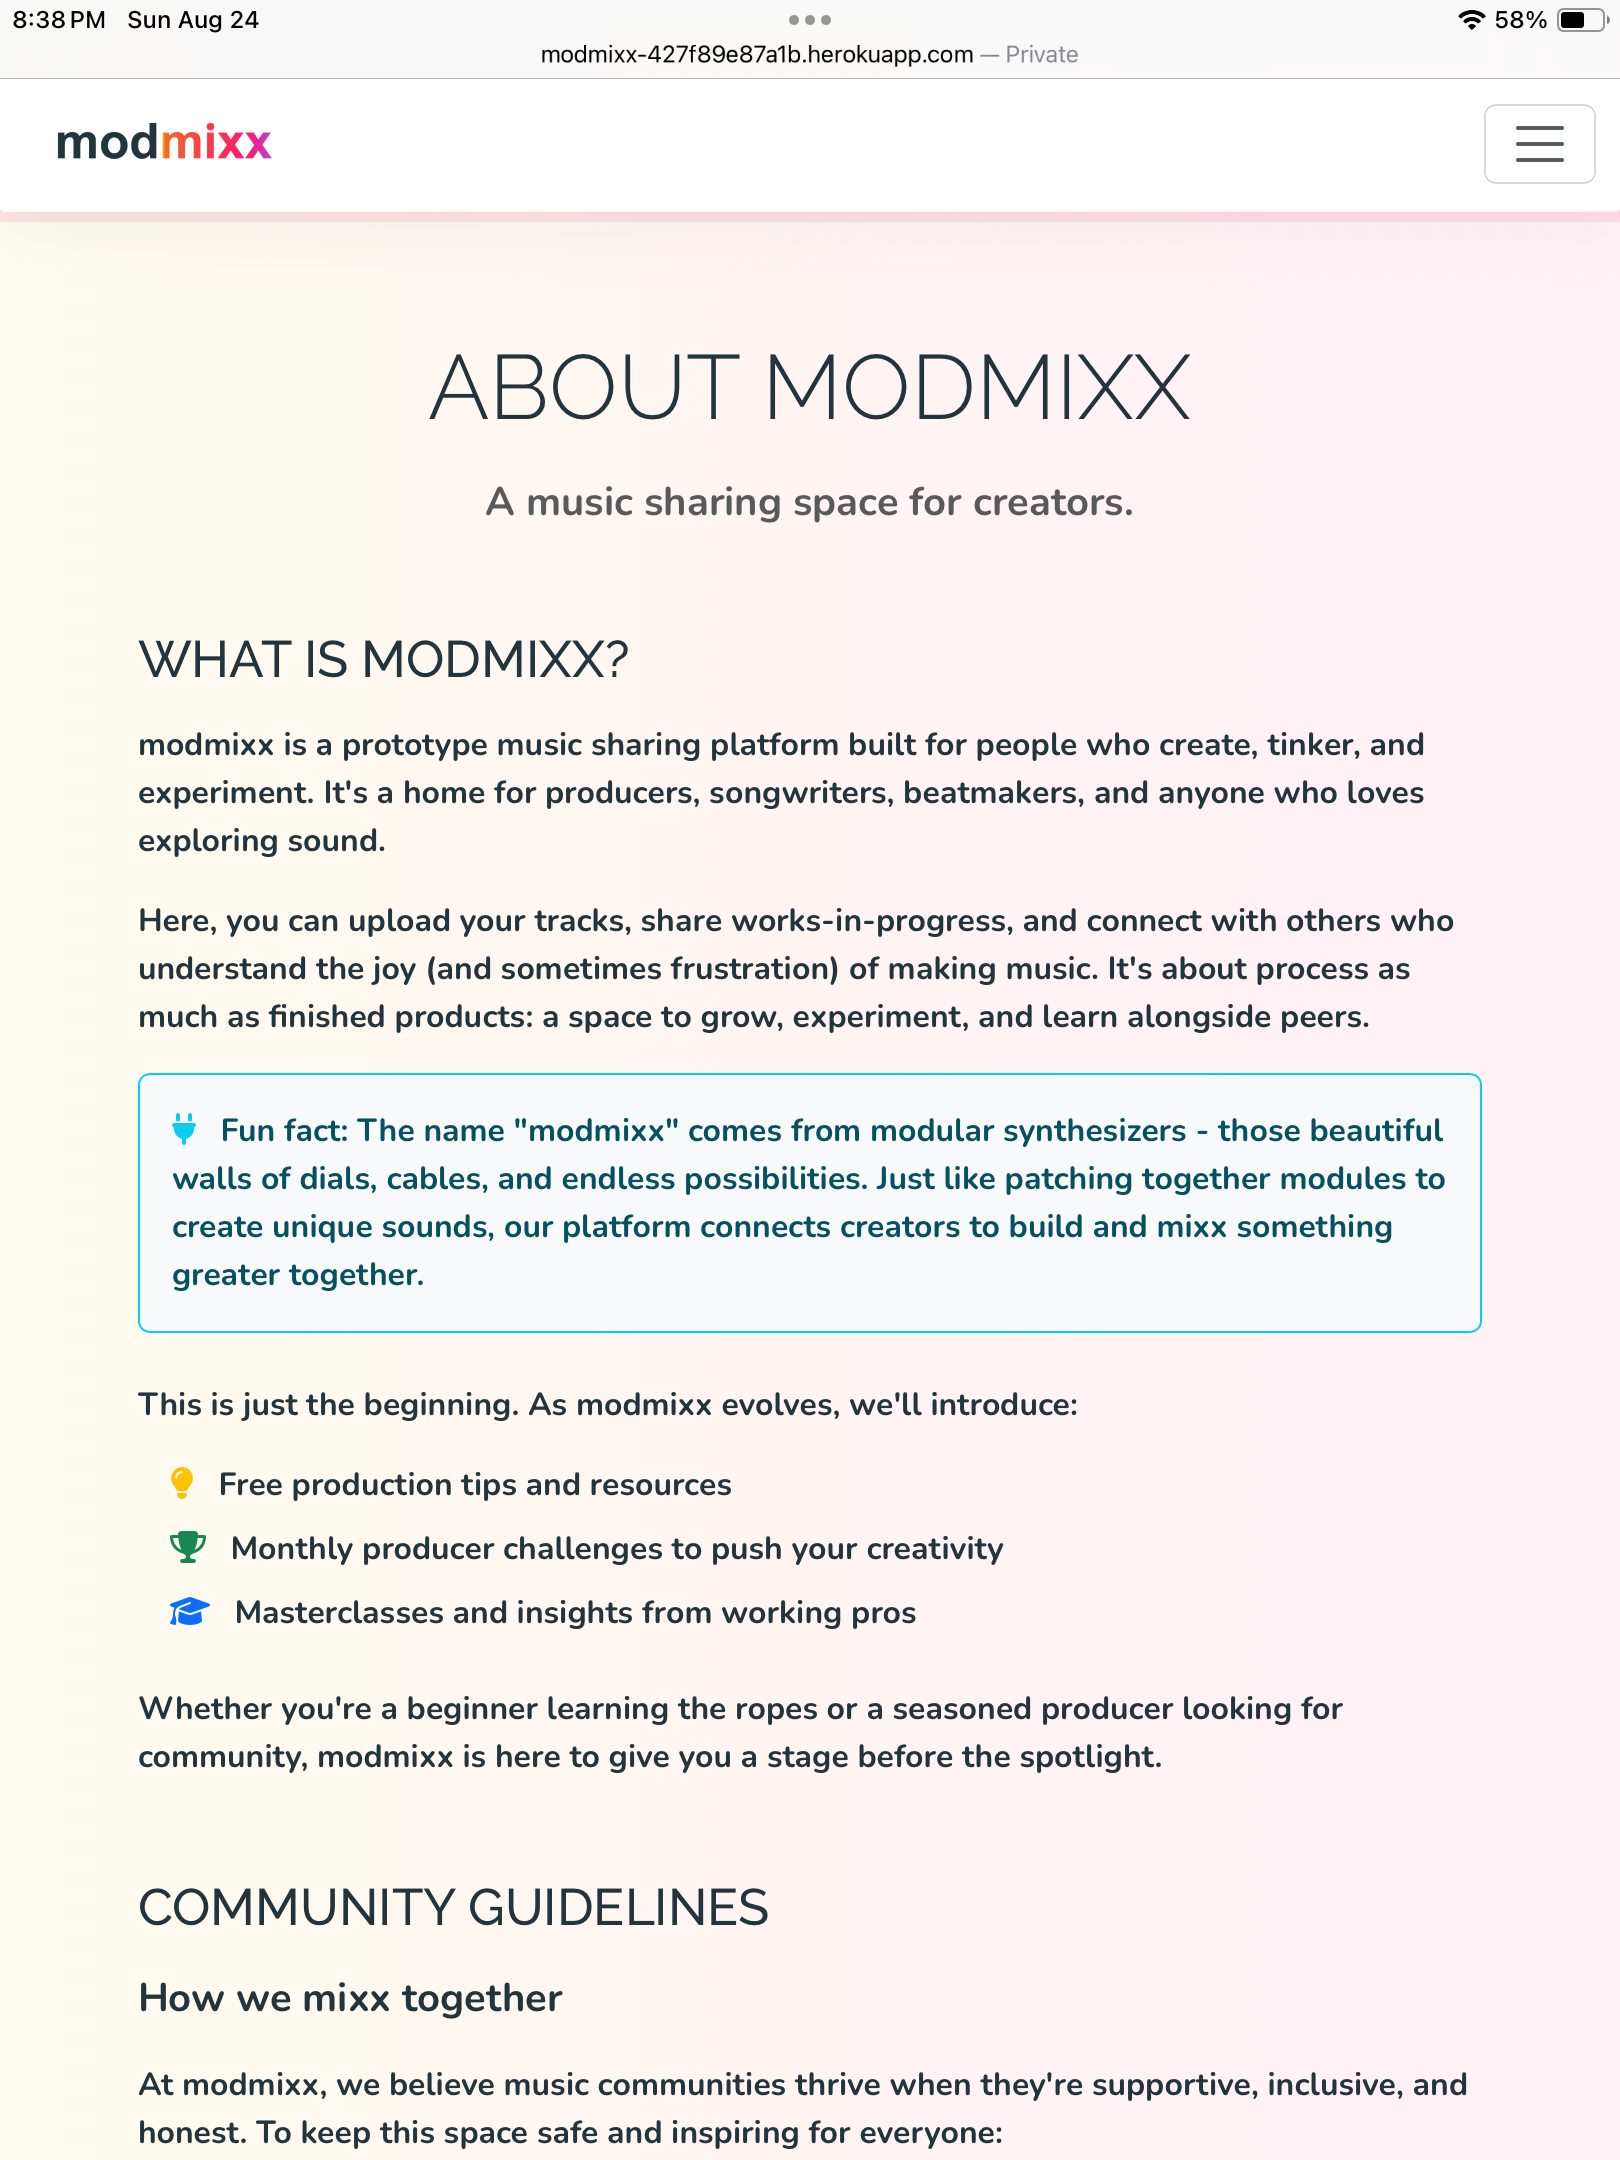 8:38 PM Sun Aug 24
58%
modmixx-427f89e87a1b.herokuapp.com — Private
modmixx
ABOUT MODMIXX
A music sharing space for creators.
WHAT IS MODMIXX?
modmixx is a prototype music sharing platform built for people who create, tinker, and
experiment. It's a home for producers, songwriters, beatmakers, and anyone who loves
exploring sound.
Here, you can upload your tracks, share works-in-progress, and connect with others who
understand the joy (and sometimes frustration) of making music. It's about process as
much as finished products: a space to grow, experiment, and learn alongside peers.
Fun fact: The name "modmixx" comes from modular synthesizers - those beautiful
walls of dials, cables, and endless possibilities. Just like patching together modules to
create unique sounds, our platform connects creators to build and mixx something
greater together.
This is just the beginning. As modmixx evolves, we'll introduce:
Free production tips and resources
Monthly producer challenges to push your creativity
Masterclasses and insights from working pros
Whether you're a beginner learning the ropes or a seasoned producer looking for
community, modmixx is here to give you a stage before the spotlight.
COMMUNITY GUIDELINES
How we mixx together
At modmixx, we believe music communities thrive when they're supportive, inclusive, and
honest. To keep this space safe and inspiring for everyone: